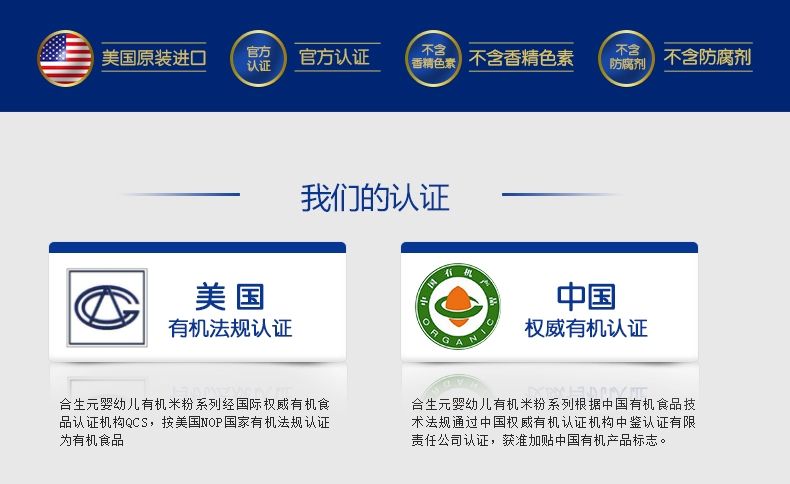 美国原装进口
官方
认证
官方认证
不含
香精色素
不含香精色素
不含
防腐剂
不含防腐剂
我们的认证
美国
有机法规认证
中国有机产品
ORGANIC
中国
权威有机认证
合生元婴幼儿有机米粉系列经国际权威有机食
品认证机构QCS，按美国NOP国家有机法规认证
为有机食品
合生元婴幼儿有机米粉系列根据中国有机食品技
术法规通过中国权威有机认证机构中鉴认证有限
责任公司认证，获准加贴中国有机产品标志。